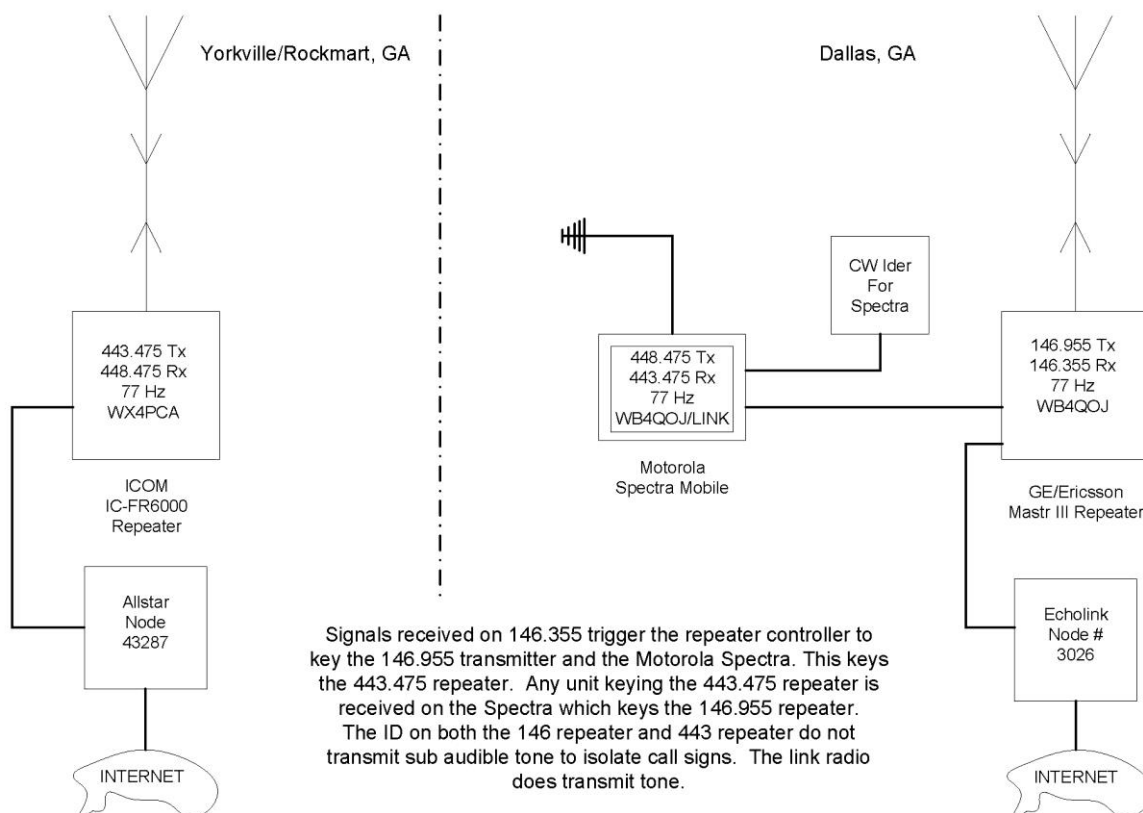 Yorkville/Rockmart, GA
Dallas, GA
CW Ider
For
Spectra
443.475 Tx
448.475 Rx
77 Hz
WX4PCA
448.475 Tx
443.475 Rx
77 Hz
WB4QOJ/LINK
146.955 Tx
146.355 Rx
77 Hz
WB4QOJ
ICOM
IC-FR6000
Repeater
Motorola
Spectra Mobile
GE/Ericsson
Mastr III Repeater
Allstar
Node
43287
Echolink
Node #
3026
Signals received on 146.355 trigger the repeater controller to
key the 146.955 transmitter and the Motorola Spectra. This keys
the 443.475 repeater.  Any unit keying the 443.475 repeater is
received on the Spectra which keys the 146.955 repeater.
The ID on both the 146 repeater and 443 repeater do not
transmit sub audible tone to isolate call signs.  The link radio
does transmit tone.
INTERNET
INTERNET